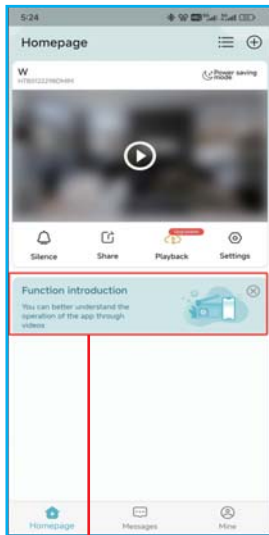 5:24
Homepage
W
Power saving
mode
Silence
Share
Playback
Settings
Function introduction
You can better understand the
operation of the app through
videos
Homepage
Messages
Mine